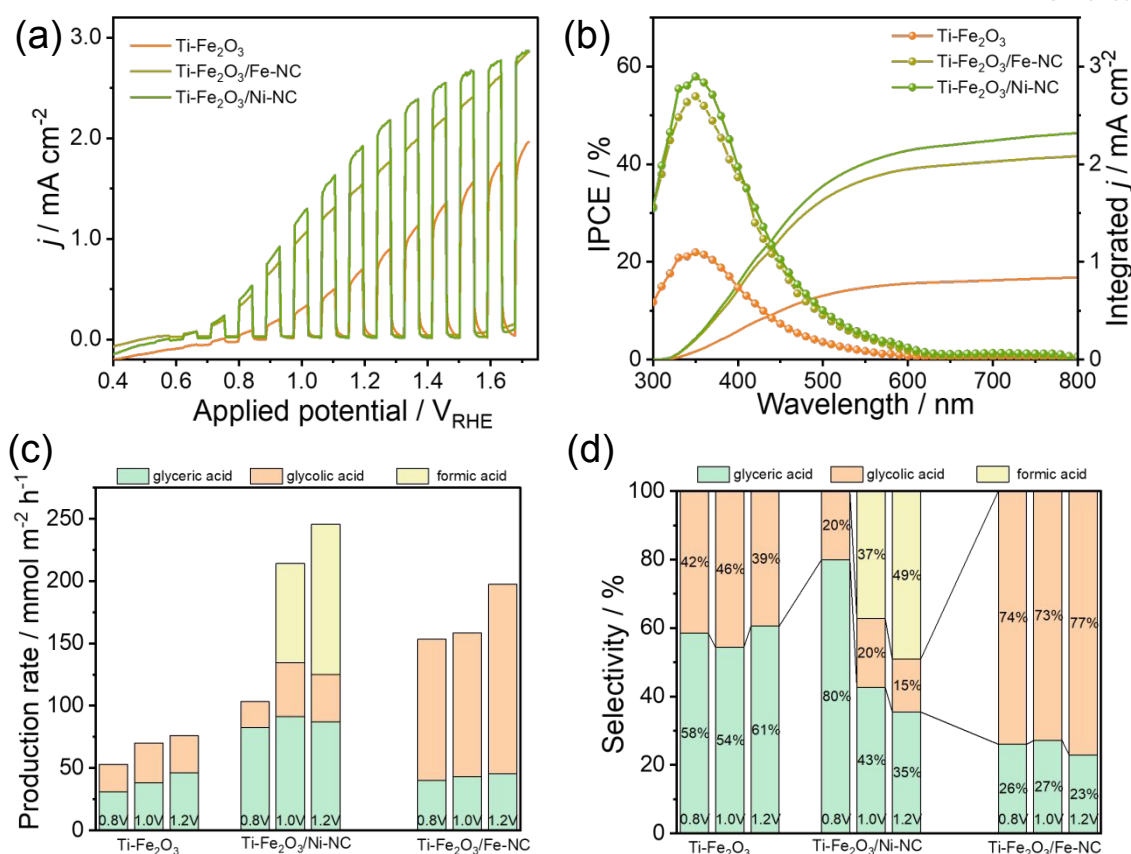 (a)
3.0
2.0
1.0
0.0
j / mA cm⁻²
Ti-Fe₂O₃
Ti-Fe₂O₃/Fe-NC
Ti-Fe₂O₃/Ni-NC
0.4 0.6 0.8 1.0 1.2 1.4 1.6
Applied potential / V_RHE
(b)
60
40
20
0
IPCE / %
Ti-Fe₂O₃
Ti-Fe₂O₃/Fe-NC
Ti-Fe₂O₃/Ni-NC
3
2
1
0
Integrated j / mA cm⁻²
300 400 500 600 700 800
Wavelength / nm
(c)
glyceric acid glycolic acid formic acid
250
200
150
100
50
0
Production rate / mmol m⁻² h⁻¹
0.8V 1.0V 1.2V 0.8V 1.0V 1.2V 0.8V 1.0V 1.2V
Ti-Fe₂O₃ Ti-Fe₂O₃/Ni-NC Ti-Fe₂O₃/Fe-NC
(d)
glyceric acid glycolic acid formic acid
100
80
60
40
20
0
Selectivity / %
42% 46% 39% 20% 37% 49% 74% 73% 77%
20% 15%
58% 54% 61% 80% 43% 35% 26% 27% 23%
0.8V 1.0V 1.2V 0.8V 1.0V 1.2V 0.8V 1.0V 1.2V
Ti-Fe₂O₃ Ti-Fe₂O₃/Ni-NC Ti-Fe₂O₃/Fe-NC